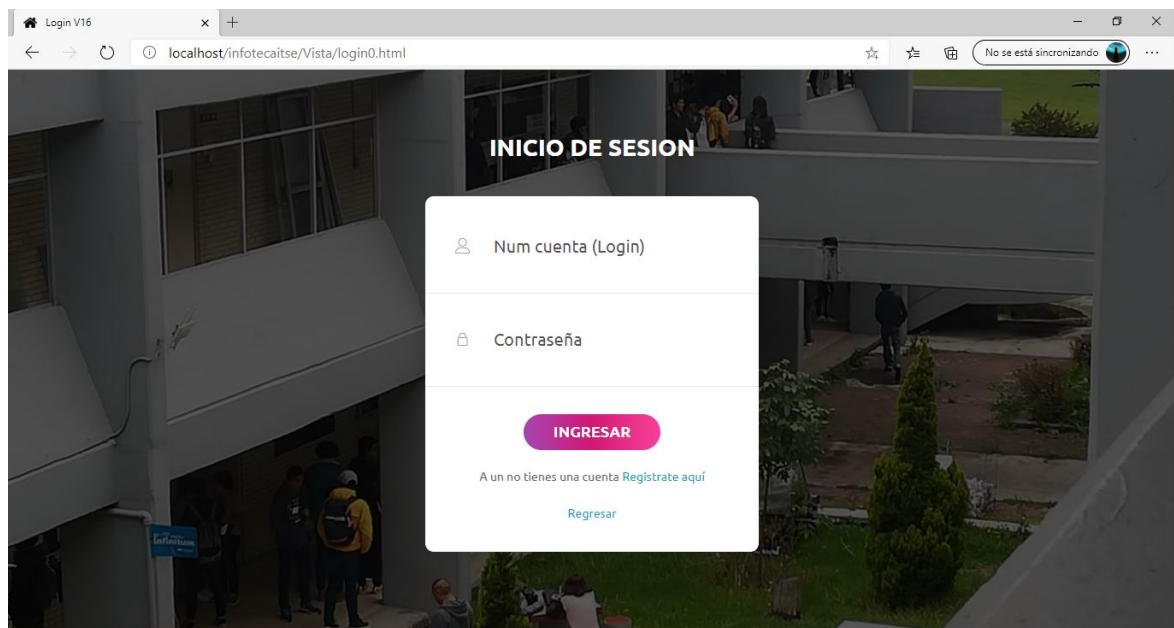 Login V16
localhost/infotecaitse/Vista/login0.html
No se está sincronizando
INICIO DE SESION
Num cuenta (Login)
Contraseña
INGRESAR
A un no tienes una cuenta Registrate aquí
Regresar
infinitum